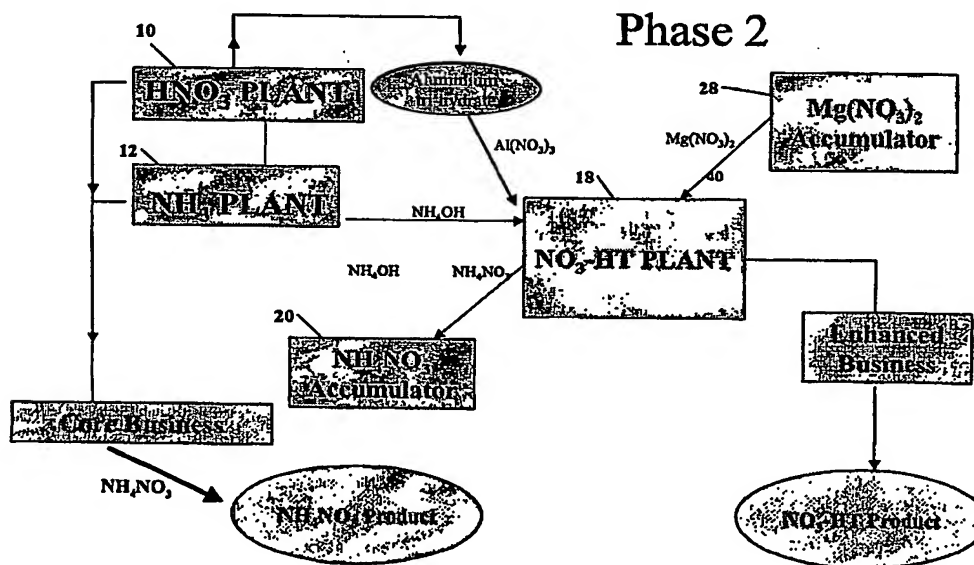 Phase 2
10
HNO3 PLANT
Aluminium
Tri-hydrate
28
Mg(NO3)2
Accumulator
Al(NO3)3
Mg(NO3)2
40
12
NH3 PLANT
18
NH4OH
NO3-HT PLANT
NH4OH
NH4NO3
20
NH4NO3
Accumulator
Enhanced
Business
Core Business
NH4NO3
NH4NO3 Product
NO3-HT Product